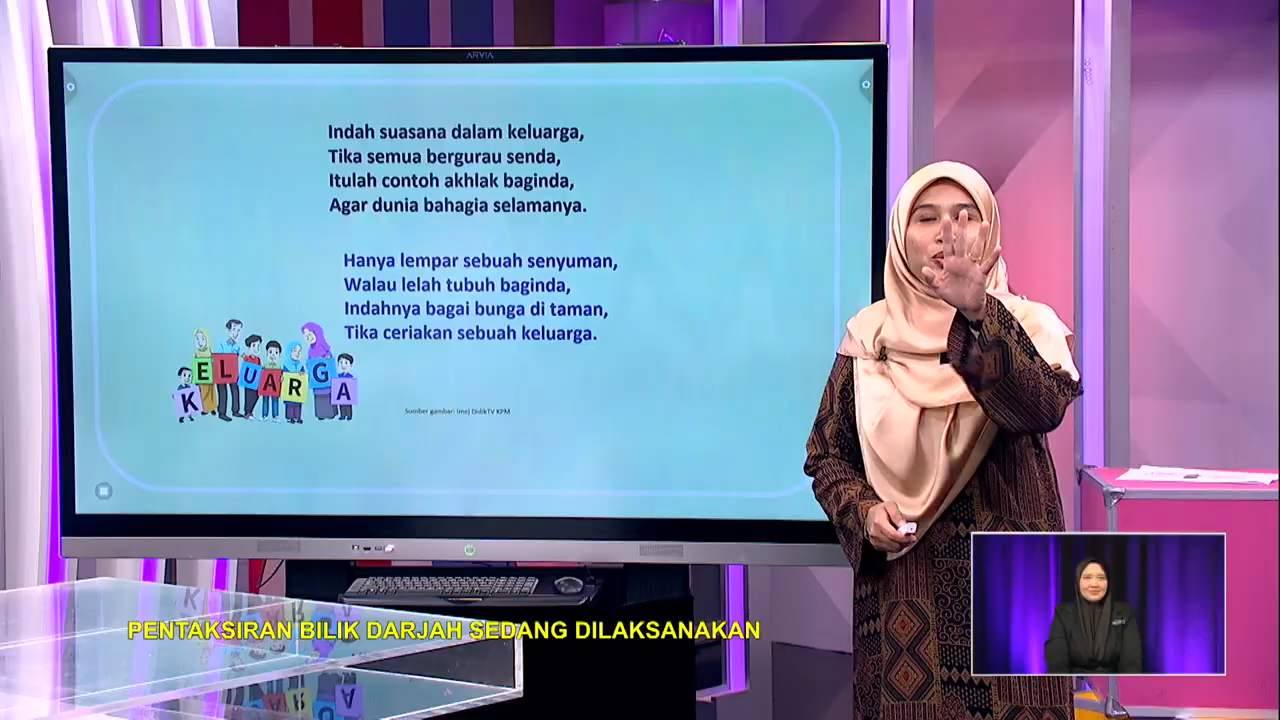 ARVIA
Indah suasana dalam keluarga,
Tika semua bergurau senda,
Itulah contoh akhlak baginda,
Agar dunia bahagia selamanya.
Hanya lempar sebuah senyuman,
Walau lelah tubuh baginda,
Indahnya bagai bunga di taman,
Tika ceriakan sebuah keluarga.
KELUARGA
Sumber gambar: Imej DidikTV KPM
PENTAKSIRAN BILIK DARJAH SEDANG DILAKSANAKAN